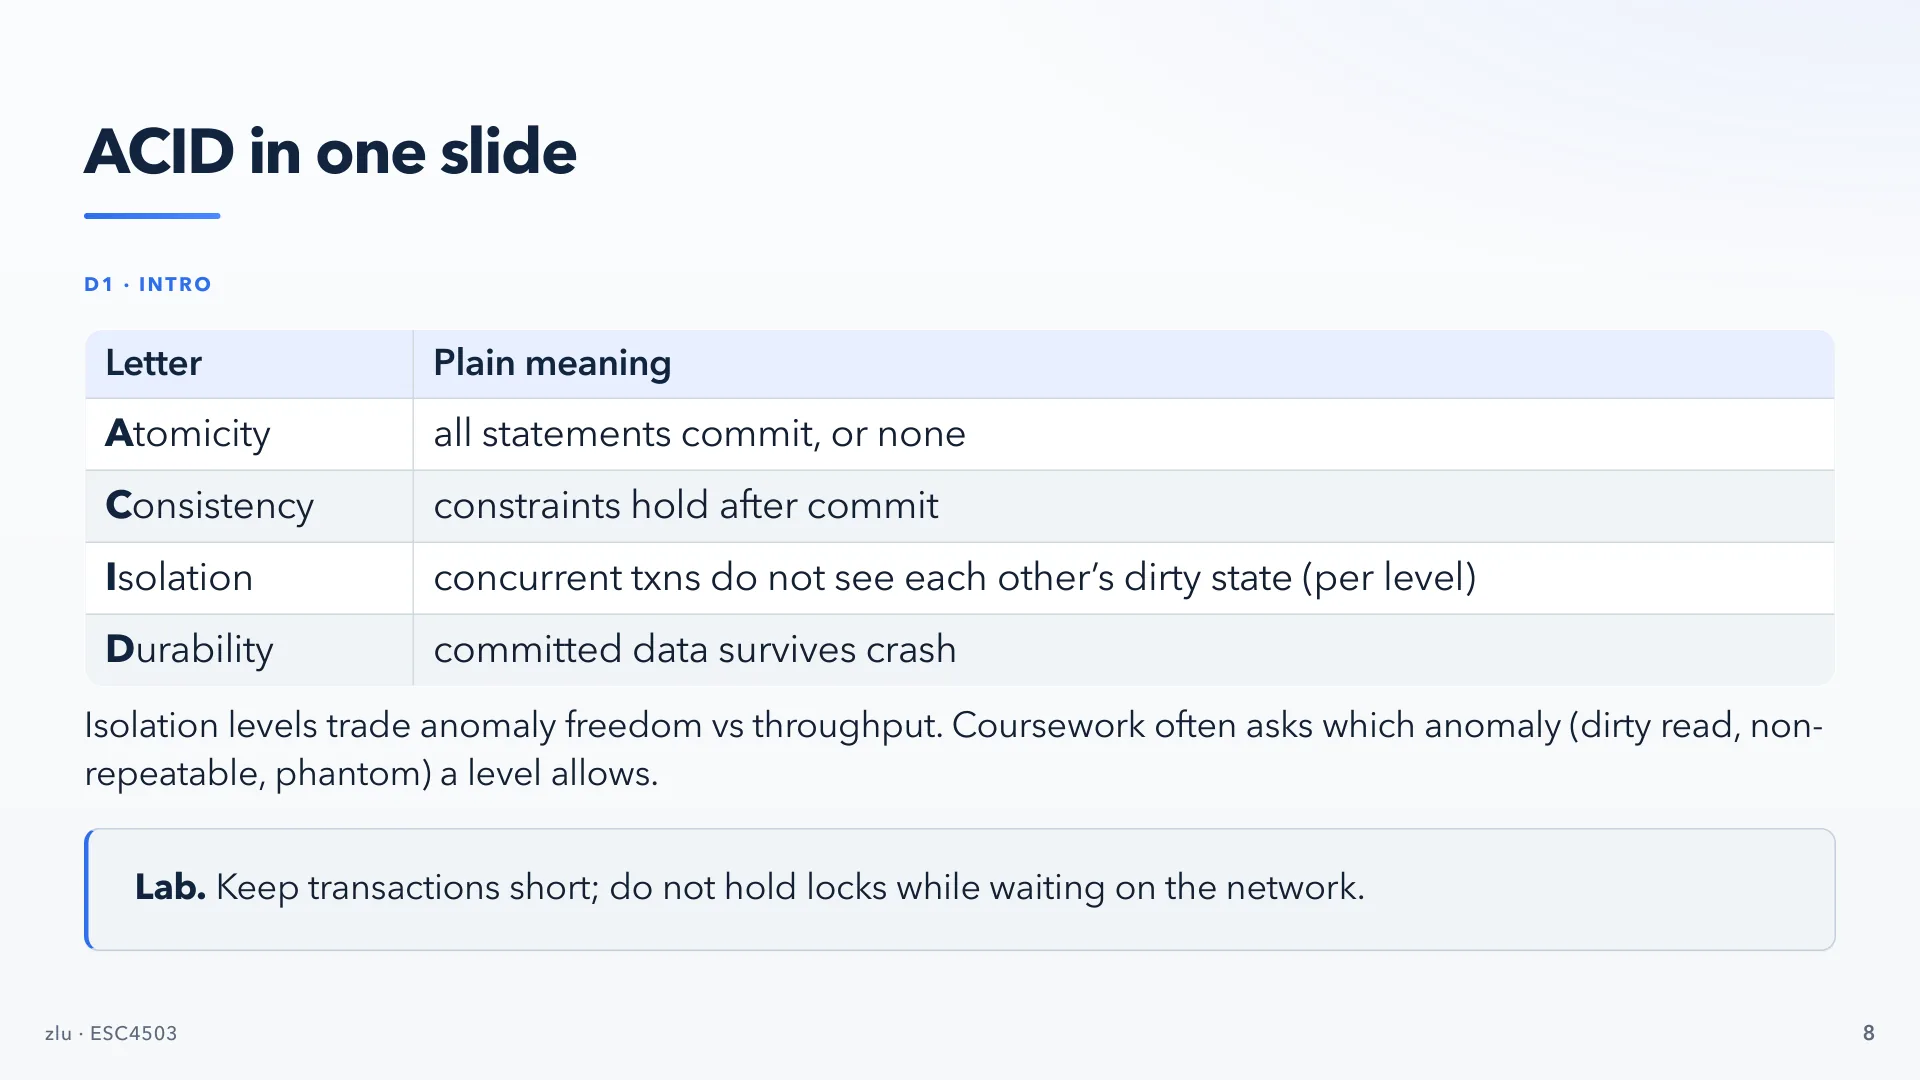 ACID in one slide
D1 · INTRO
Letter Plain meaning
Atomicity all statements commit, or none
Consistency constraints hold after commit
Isolation concurrent txns do not see each other’s dirty state (per level)
Durability committed data survives crash
Isolation levels trade anomaly freedom vs throughput. Coursework often asks which anomaly (dirty read, non-
repeatable, phantom) a level allows.
Lab. Keep transactions short; do not hold locks while waiting on the network.
zlu · ESC4503
8